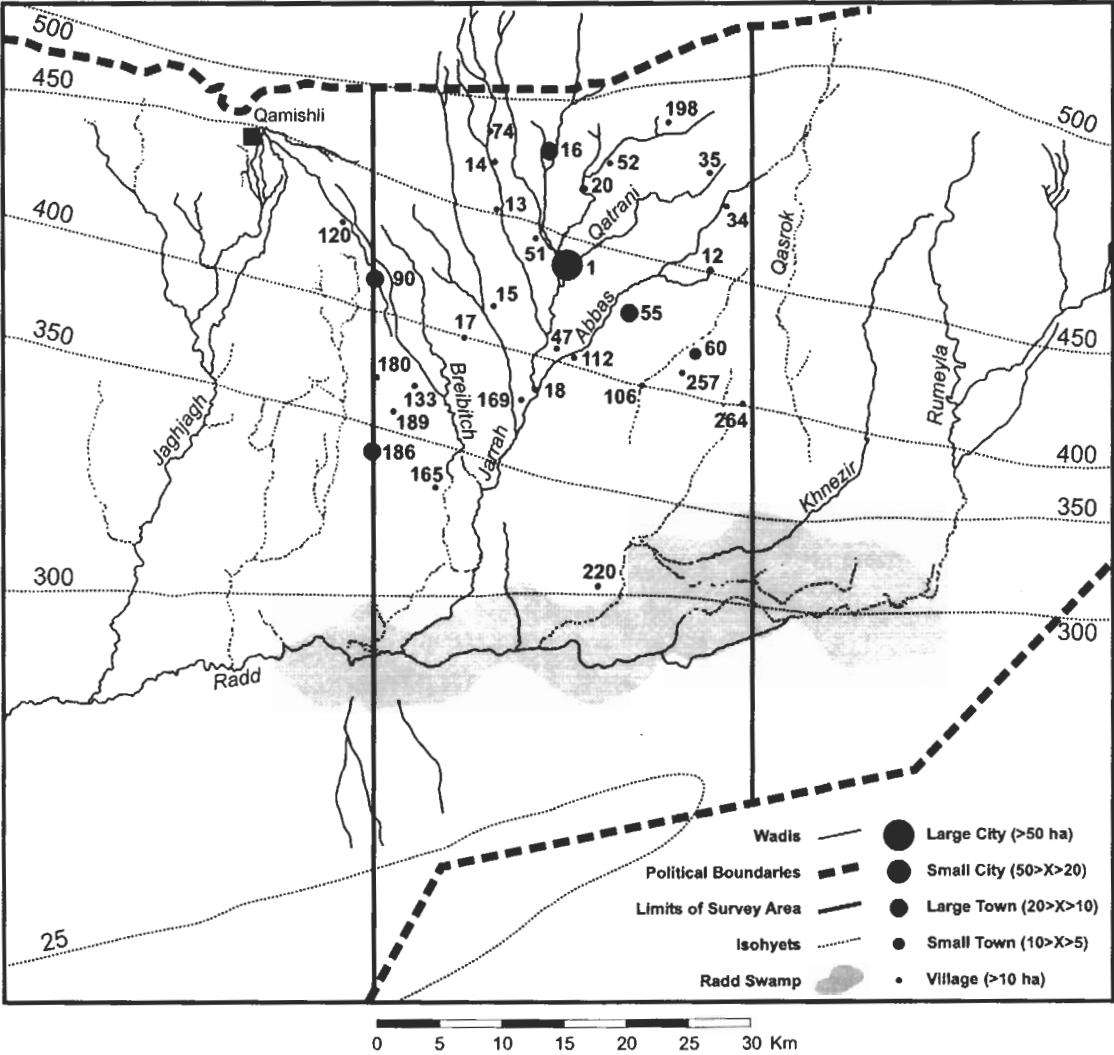 500
450
Qamishli
198
500
74
16
14
52
35
20
400
13
Qatrani
34
120
51
Qasrok
1
12
90
15
Abbas
55
450
350
17
47
60
112
180
Breibitch
257
Rumeyla
106
133
169
18
189
264
Jaghjagh
186
Jarrah
400
165
Khnezir
350
300
220
300
Radd
25
Wadis
Large City (>50 ha)
Political Boundaries
Small City (50>X>20)
Limits of Survey Area
Large Town (20>X>10)
Isohyets
Small Town (10>X>5)
Radd Swamp
Village (>10 ha)
0 5 10 15 20 25 30 Km